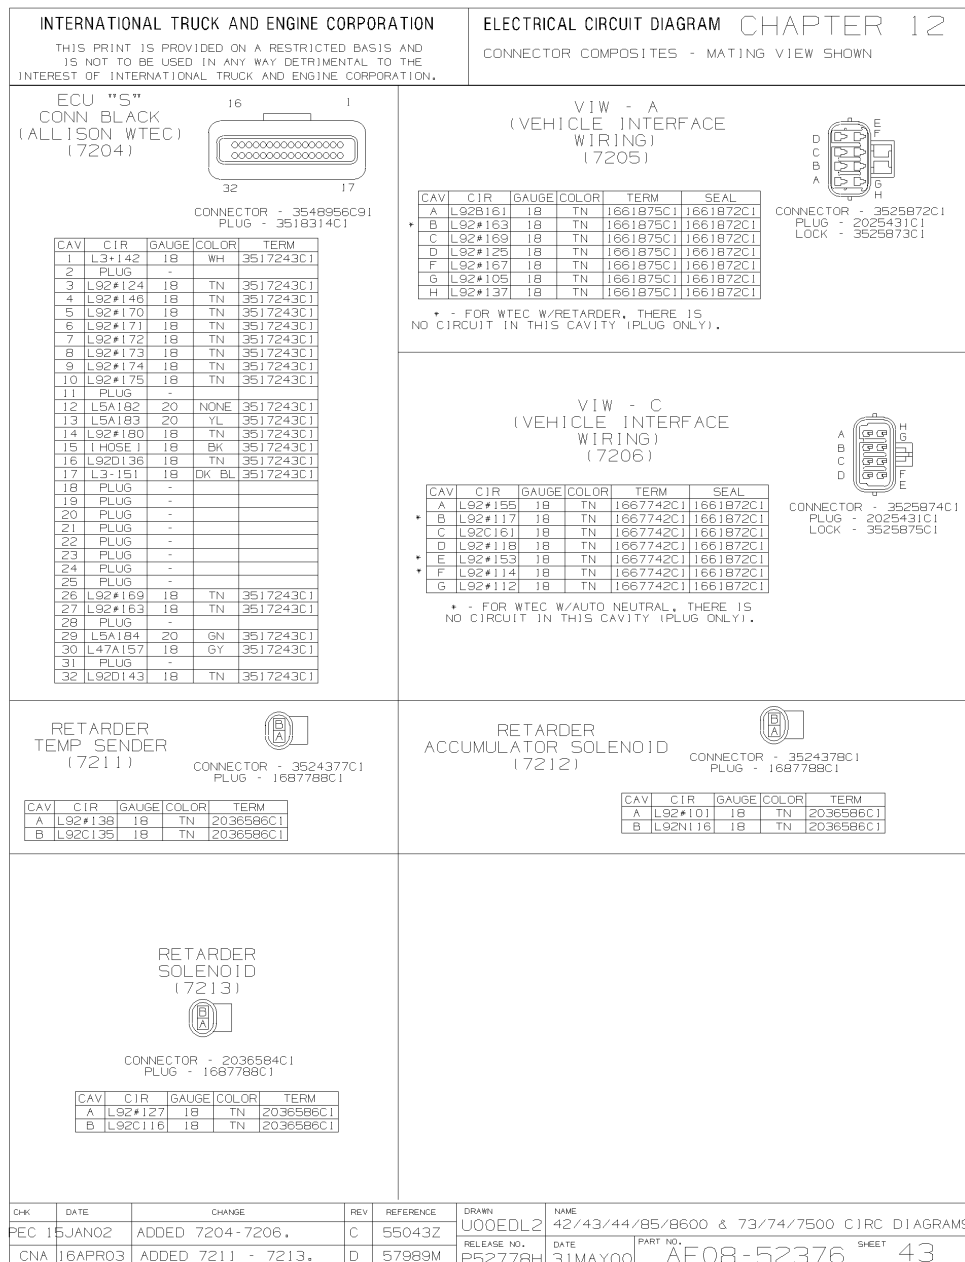 INTERNATIONAL TRUCK AND ENGINE CORPORATION
THIS PRINT IS PROVIDED ON A RESTRICTED BASIS AND
IS NOT TO BE USED IN ANY WAY DETRIMENTAL TO THE
INTEREST OF INTERNATIONAL TRUCK AND ENGINE CORPORATION.
ELECTRICAL CIRCUIT DIAGRAM CHAPTER 12
CONNECTOR COMPOSITES - MATING VIEW SHOWN
ECU "S"
CONN BLACK
(ALLISON WTEC)
(7204)
16 1
32 17
CONNECTOR - 3548956C91
PLUG - 3518314C1
CAV CIR GAUGE COLOR TERM
1 L3+142 18 WH 3517243C1
2 PLUG -
3 L92#124 18 TN 3517243C1
4 L92#146 18 TN 3517243C1
5 L92#170 18 TN 3517243C1
6 L92#171 18 TN 3517243C1
7 L92#172 18 TN 3517243C1
8 L92#173 18 TN 3517243C1
9 L92#174 18 TN 3517243C1
10 L92#175 18 TN 3517243C1
11 PLUG -
12 L5A182 20 NONE 3517243C1
13 L5A183 20 YL 3517243C1
14 L92#180 18 TN 3517243C1
15 (HOSE) 18 BK 3517243C1
16 L92D136 18 TN 3517243C1
17 L3-151 18 DK BL 3517243C1
18 PLUG -
19 PLUG -
20 PLUG -
21 PLUG -
22 PLUG -
23 PLUG -
24 PLUG -
25 PLUG -
26 L92#169 18 TN 3517243C1
27 L92#163 18 TN 3517243C1
28 PLUG -
29 L5A184 20 GN 3517243C1
30 L47A157 18 GY 3517243C1
31 PLUG -
32 L92D143 18 TN 3517243C1
VIW - A
(VEHICLE INTERFACE
WIRING)
(7205)
D C B A E F G H
CONNECTOR - 3525872C1
PLUG - 2025431C1
LOCK - 3525873C1
CAV CIR GAUGE COLOR TERM SEAL
A L92B161 18 TN 1661875C1 1661872C1
* B L92#163 18 TN 1661875C1 1661872C1
C L92#169 18 TN 1661875C1 1661872C1
D L92#125 18 TN 1661875C1 1661872C1
F L92#167 18 TN 1661875C1 1661872C1
G L92#105 18 TN 1661875C1 1661872C1
H L92#137 18 TN 1661875C1 1661872C1
* - FOR WTEC W/RETARDER, THERE IS
NO CIRCUIT IN THIS CAVITY (PLUG ONLY).
VIW - C
(VEHICLE INTERFACE
WIRING)
(7206)
A B C D H G F E
CONNECTOR - 3525874C1
PLUG - 2025431C1
LOCK - 3525875C1
CAV CIR GAUGE COLOR TERM SEAL
A L92#155 18 TN 1667742C1 1661872C1
* B L92#117 18 TN 1667742C1 1661872C1
C L92C161 18 TN 1667742C1 1661872C1
D L92#118 18 TN 1667742C1 1661872C1
* E L92#153 18 TN 1667742C1 1661872C1
* F L92#114 18 TN 1667742C1 1661872C1
G L92#112 18 TN 1667742C1 1661872C1
* - FOR WTEC W/AUTO NEUTRAL, THERE IS
NO CIRCUIT IN THIS CAVITY (PLUG ONLY).
RETARDER
TEMP SENDER
(7211)
B
A
CONNECTOR - 3524377C1
PLUG - 1687788C1
CAV CIR GAUGE COLOR TERM
A L92#138 18 TN 2036586C1
B L92C135 18 TN 2036586C1
RETARDER
ACCUMULATOR SOLENOID
(7212)
B
A
CONNECTOR - 3524378C1
PLUG - 1687788C1
CAV CIR GAUGE COLOR TERM
A L92#101 18 TN 2036586C1
B L92N116 18 TN 2036586C1
RETARDER
SOLENOID
(7213)
B
A
CONNECTOR - 2036584C1
PLUG - 1687788C1
CAV CIR GAUGE COLOR TERM
A L92#127 18 TN 2036586C1
B L92C116 18 TN 2036586C1
CHK DATE CHANGE REV REFERENCE
PEC 15JAN02 ADDED 7204-7206. C 55043Z
CNA 16APR03 ADDED 7211 - 7213. D 57989M
DRAWN U00EDL2
NAME 42/43/44/85/8600 & 73/74/7500 CIRC DIAGRAMS
RELEASE NO. P52778H
DATE 31MAY00
PART NO. AE08-52376
SHEET 43